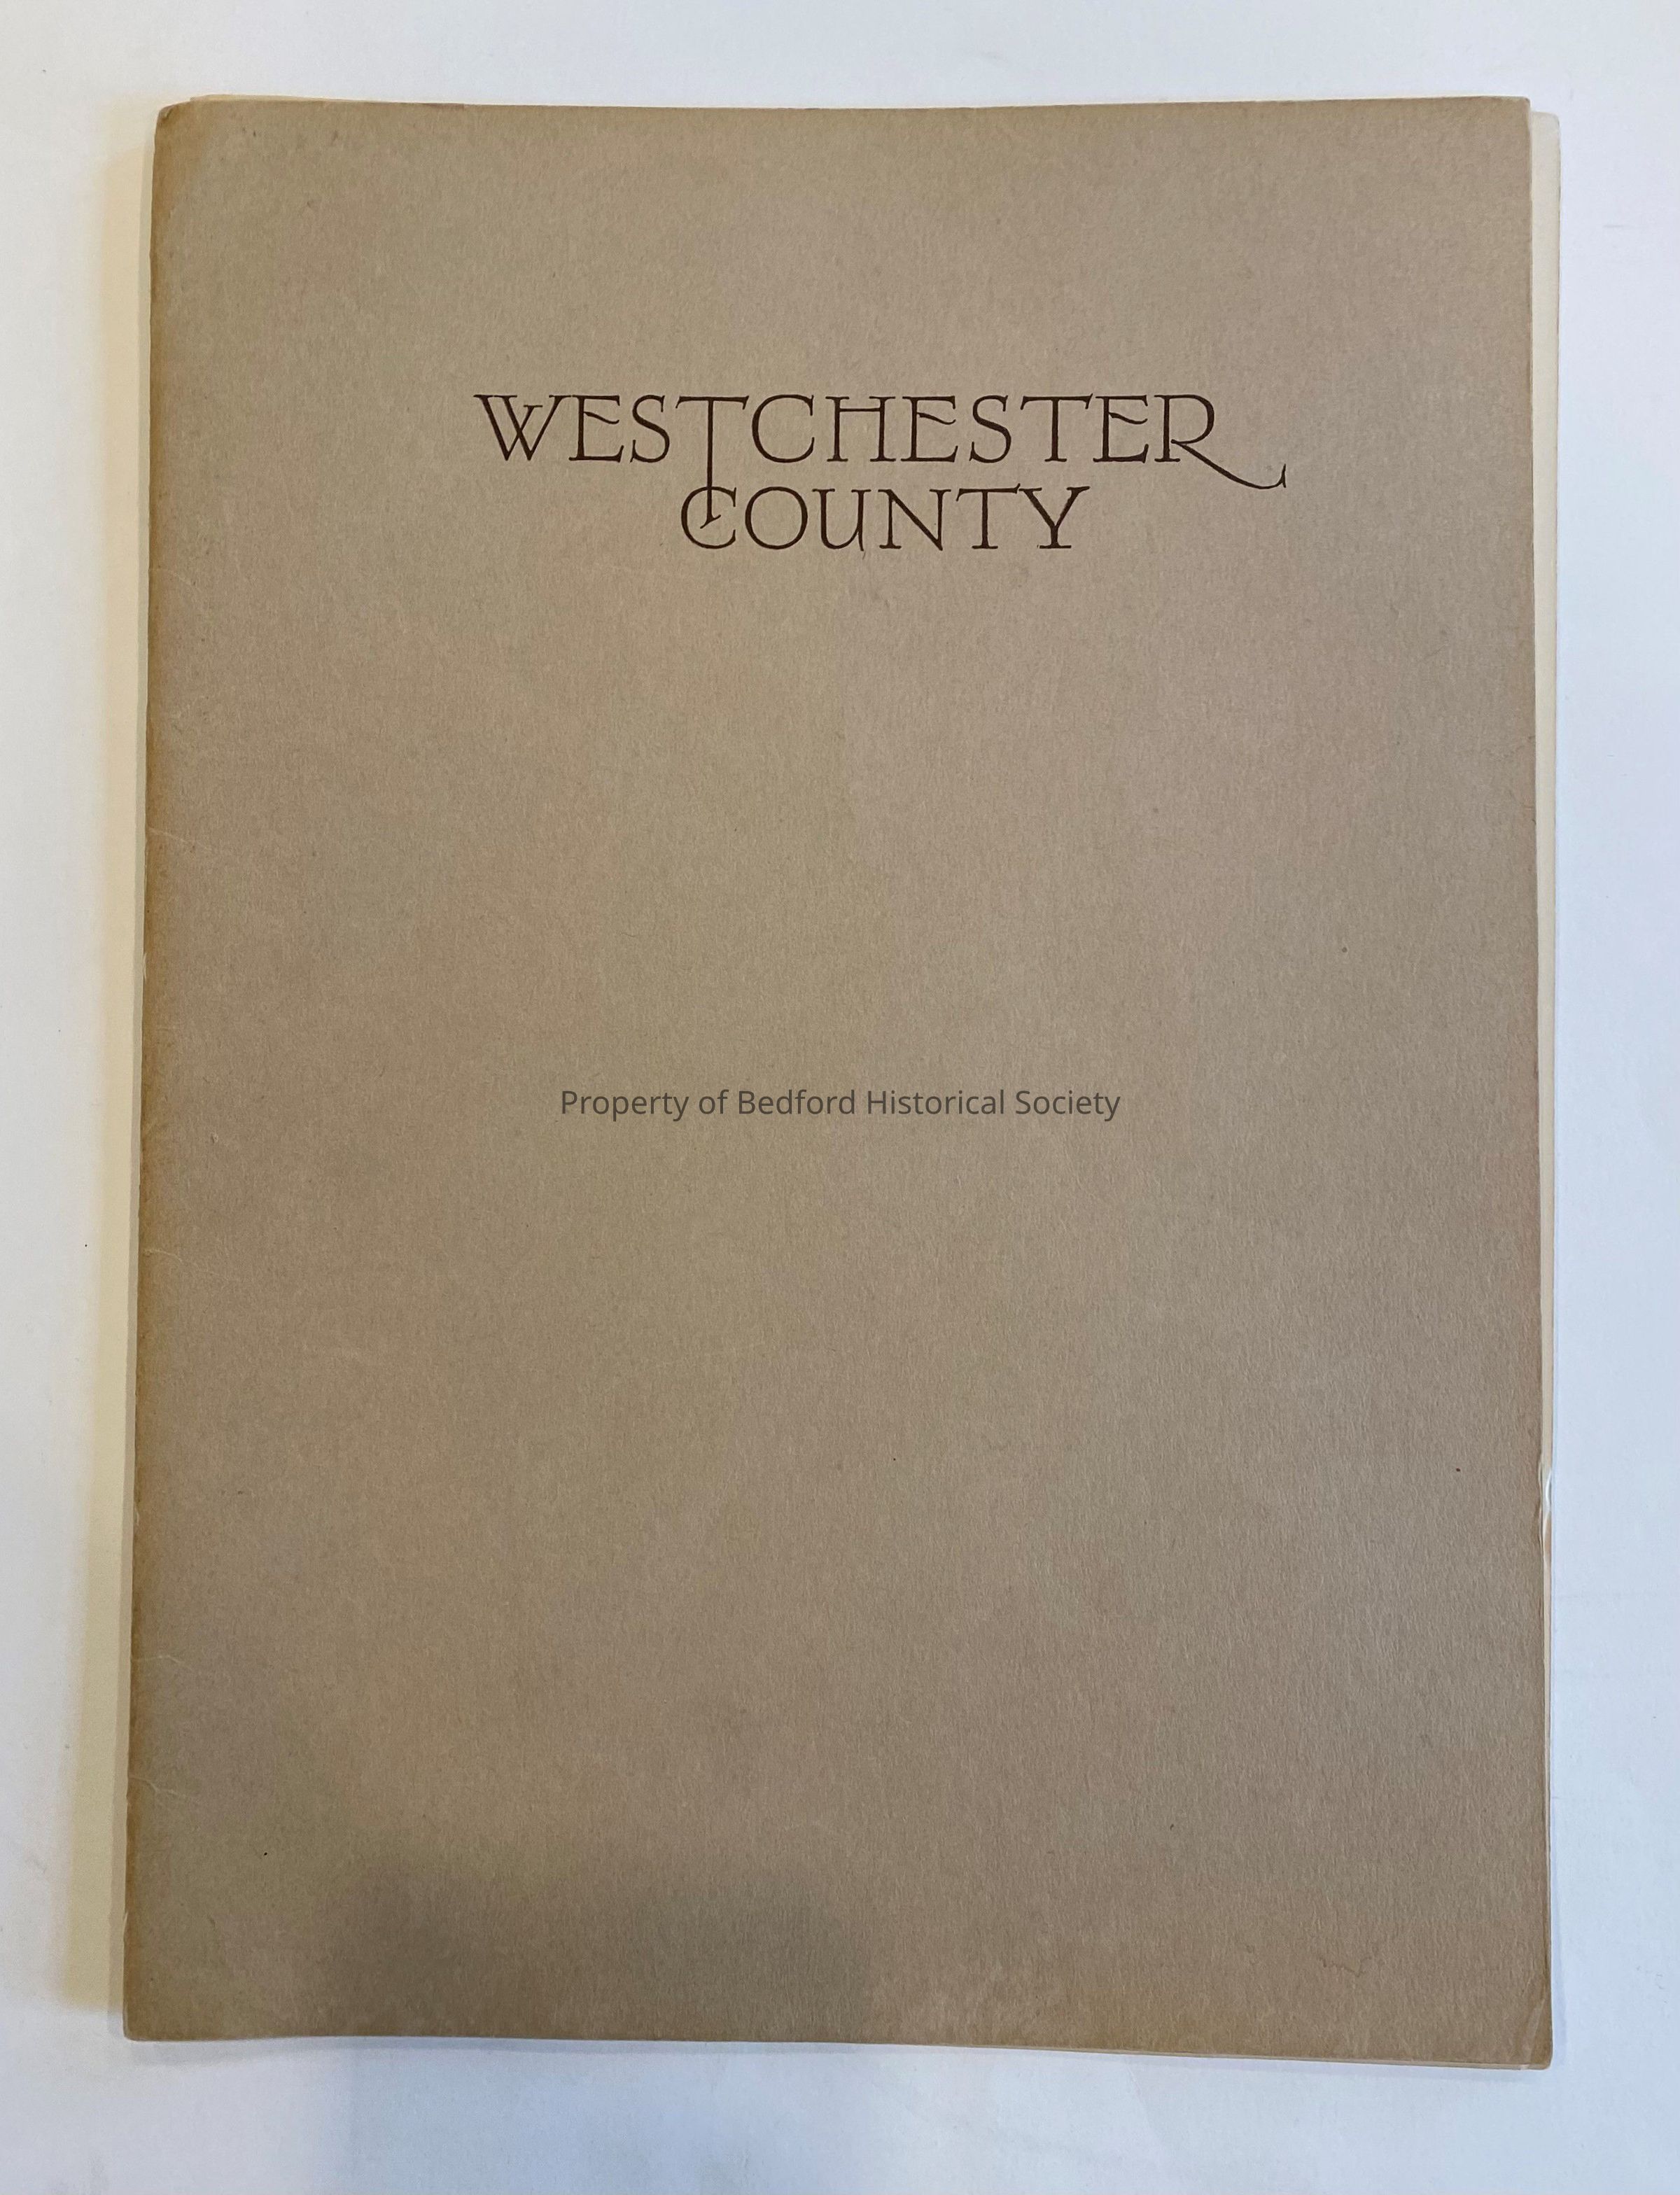 WESTCHESTER
COUNTY
Property of Bedford Historical Society